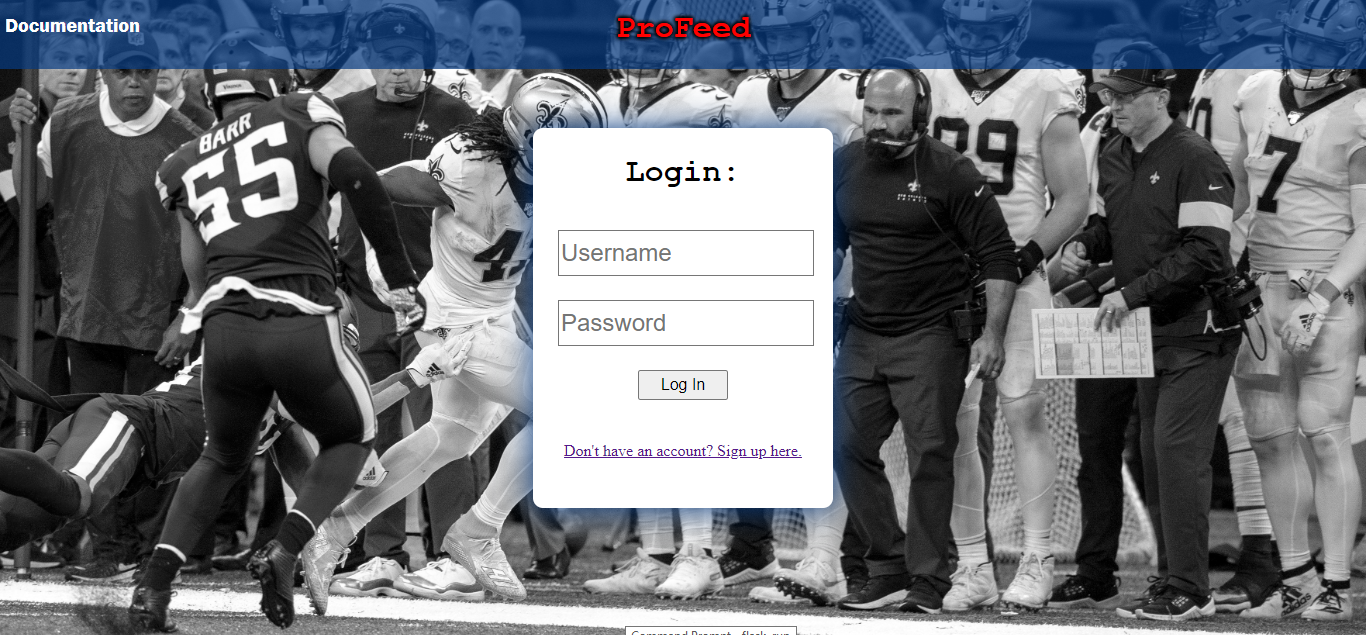 Documentation
ProFeed
BARR
55
99
7
Login:
Username
Password
Log In
Don't have an account? Sign up here.